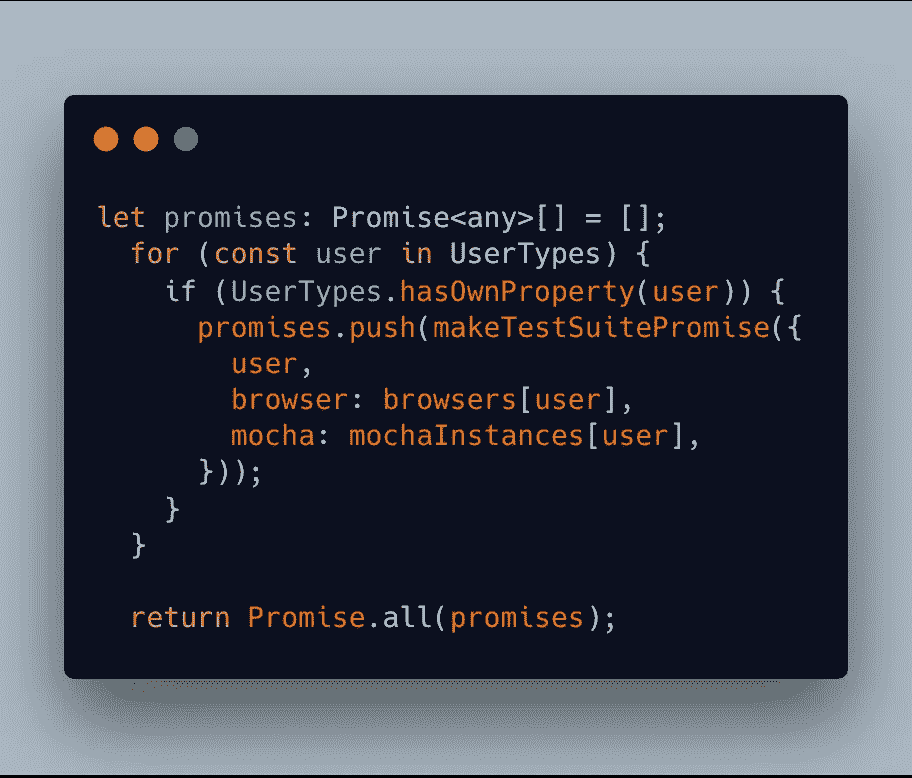 let promises: Promise<any>[] = [];
  for (const user in UserTypes) {
    if (UserTypes.hasOwnProperty(user)) {
      promises.push(makeTestSuitePromise({
        user,
        browser: browsers[user],
        mocha: mochaInstances[user],
      }));
    }
  }

  return Promise.all(promises);